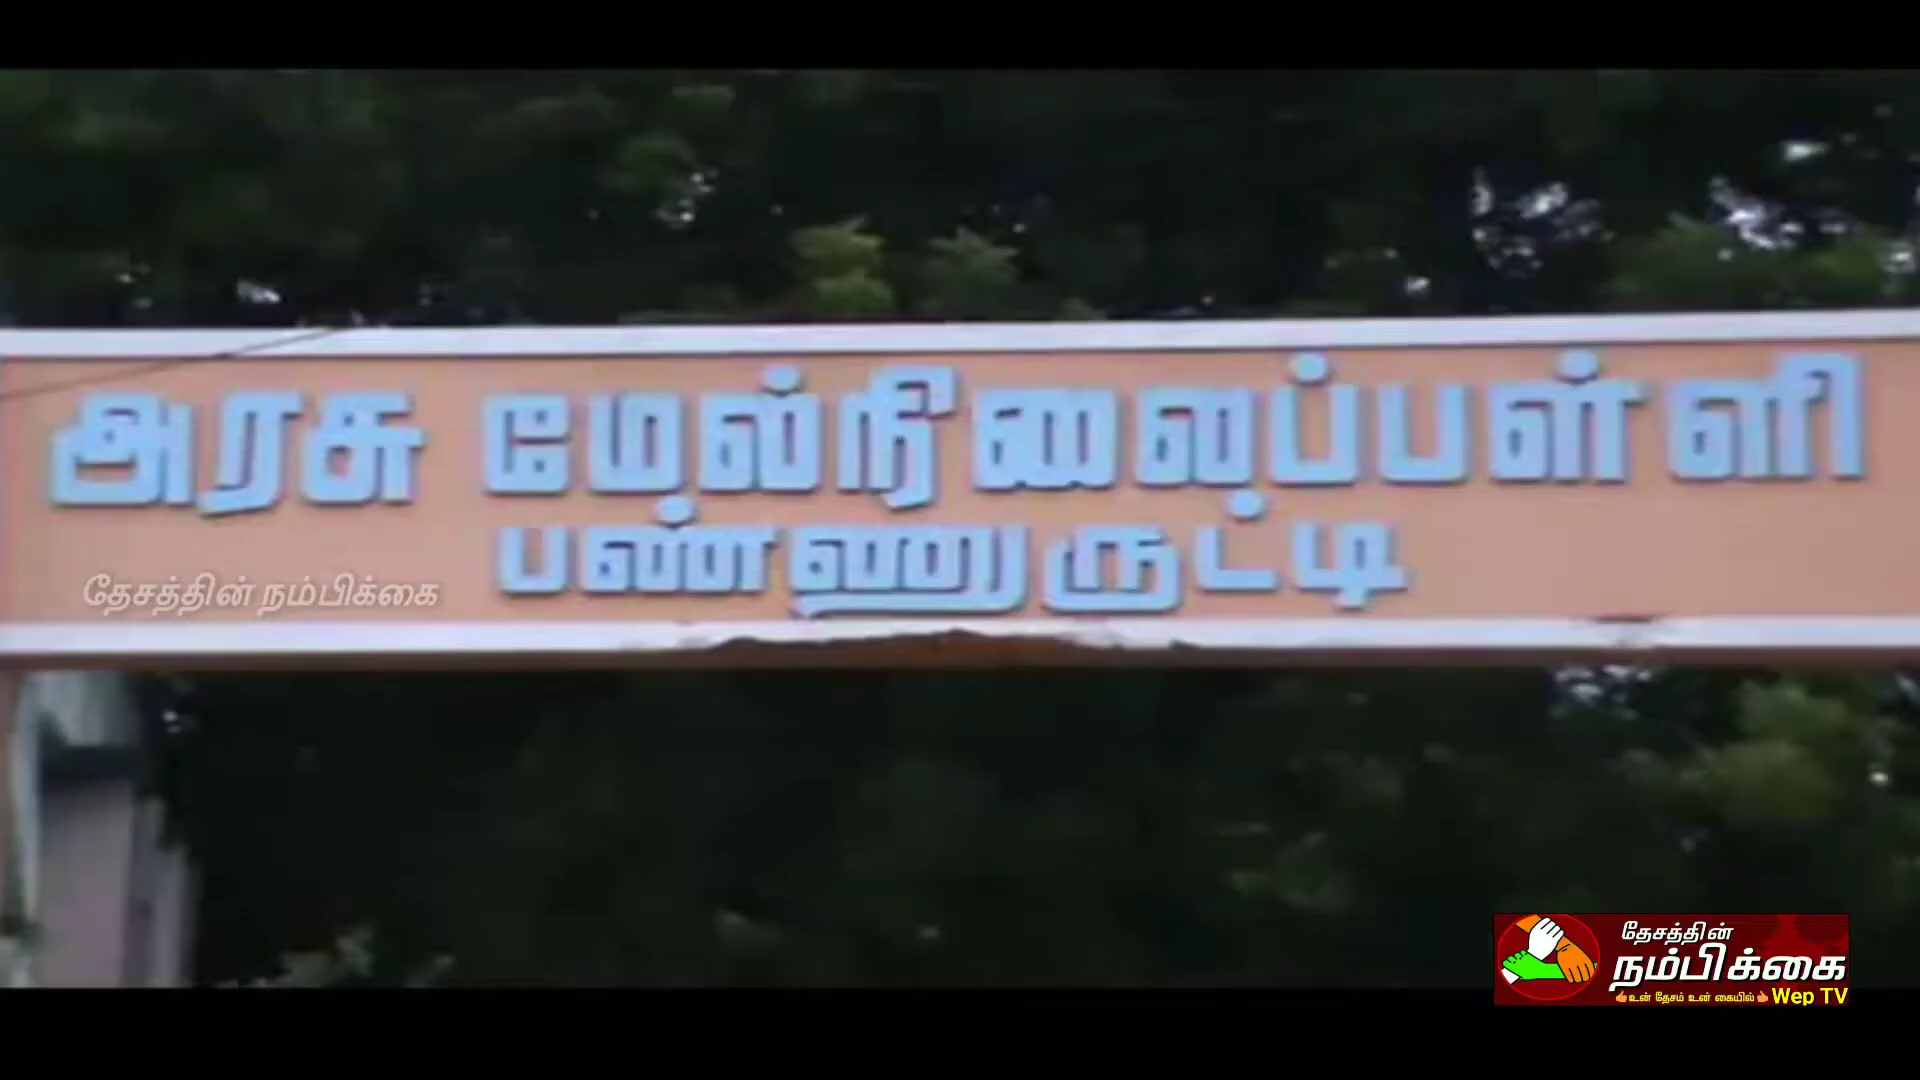 அரசு மேல்நிலைப்பள்ளி
பண்ணுருட்டி
தேசத்தின் நம்பிக்கை
தேசத்தின்
நம்பிக்கை
உன் தேசம் உன் கையில் Wep TV